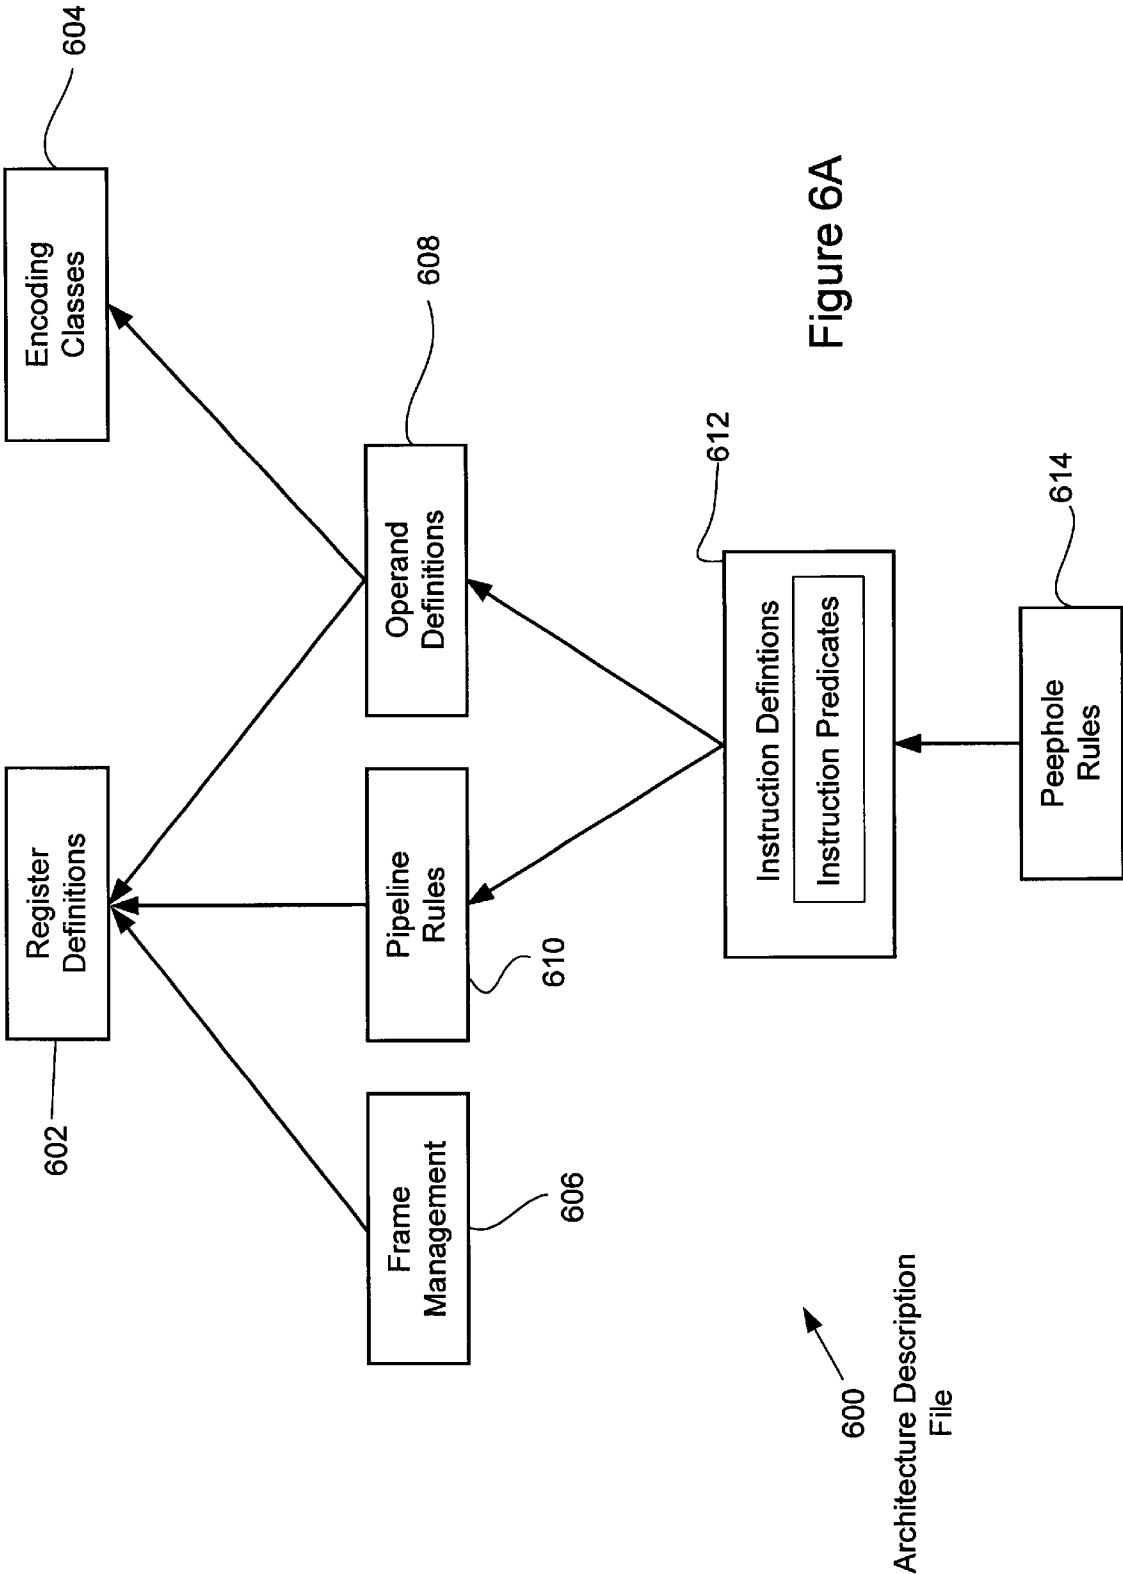 602
Register
Definitions
Encoding
Classes
604
Frame
Management
606
Pipeline
Rules
610
Operand
Definitions
608
Instruction Defintions
Instruction Predicates
612
Peephole
Rules
614
600
Architecture Description
File
Figure 6A